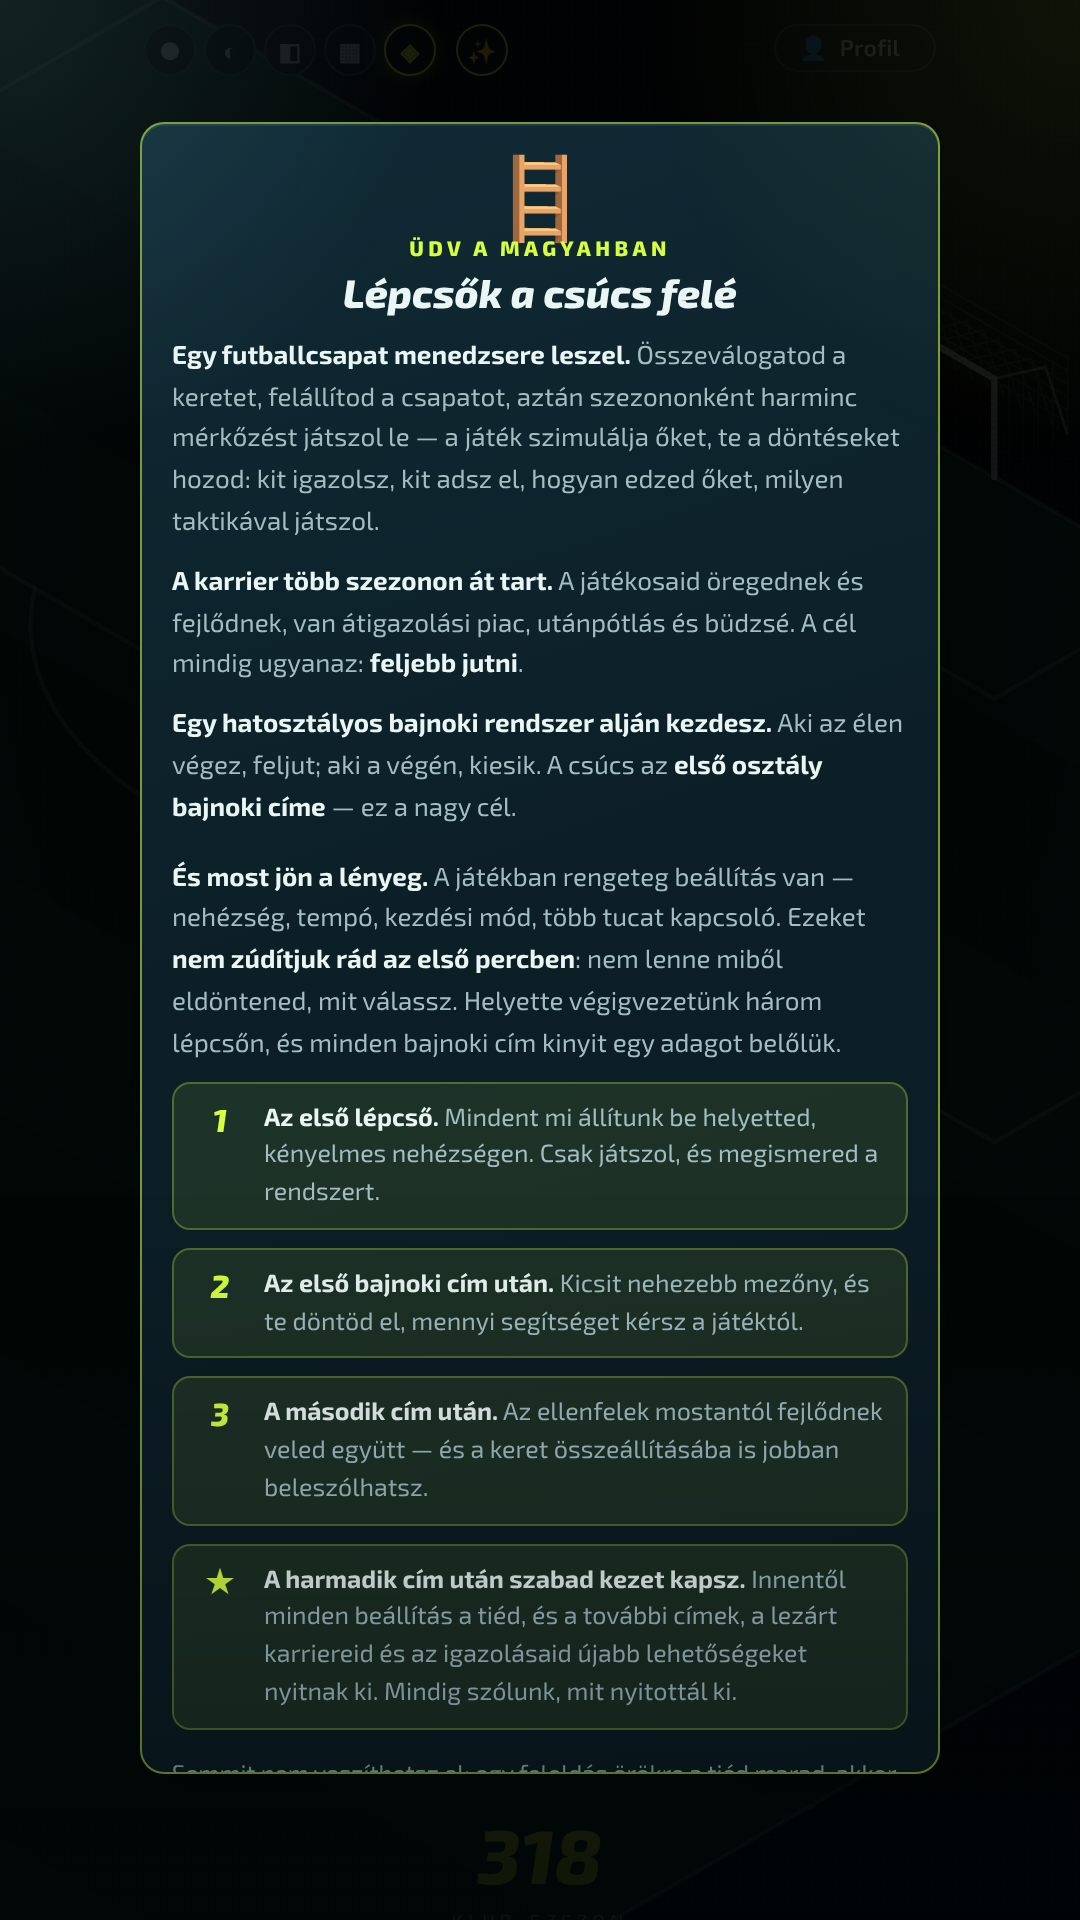 Profil
ÜDV A MAGYAHBAN
Lépcsők a csúcs felé
Egy futballcsapat menedzsere leszel. Összeválogatod a
keretet, felállítod a csapatot, aztán szezononként harminc
mérkőzést játszol le — a játék szimulálja őket, te a döntéseket
hozod: kit igazolsz, kit adsz el, hogyan edzed őket, milyen
taktikával játszol.
A karrier több szezonon át tart. A játékosaid öregednek és
fejlődnek, van átigazolási piac, utánpótlás és büdzsé. A cél
mindig ugyanaz: feljebb jutni.
Egy hatosztályos bajnoki rendszer alján kezdesz. Aki az élen
végez, feljut; aki a végén, kiesik. A csúcs az első osztály
bajnoki címe — ez a nagy cél.
És most jön a lényeg. A játékban rengeteg beállítás van —
nehézség, tempó, kezdési mód, több tucat kapcsoló. Ezeket
nem zúdítjuk rád az első percben: nem lenne miből
eldöntened, mit válassz. Helyette végigvezetünk három
lépcsőn, és minden bajnoki cím kinyit egy adagot belőlük.
1 Az első lépcső. Mindent mi állítunk be helyetted,
kényelmes nehézségen. Csak játszol, és megismered a
rendszert.
2 Az első bajnoki cím után. Kicsit nehezebb mezőny, és
te döntöd el, mennyi segítséget kérsz a játéktól.
3 A második cím után. Az ellenfelek mostantól fejlődnek
veled együtt — és a keret összeállításába is jobban
beleszólhatsz.
★ A harmadik cím után szabad kezet kapsz. Innentől
minden beállítás a tiéd, és a további címek, a lezárt
karriereid és az igazolásaid újabb lehetőségeket
nyitnak ki. Mindig szólunk, mit nyitottál ki.
Semmit nem veszíthetsz el: egy feloldás örökre a tiéd marad, akkor
318